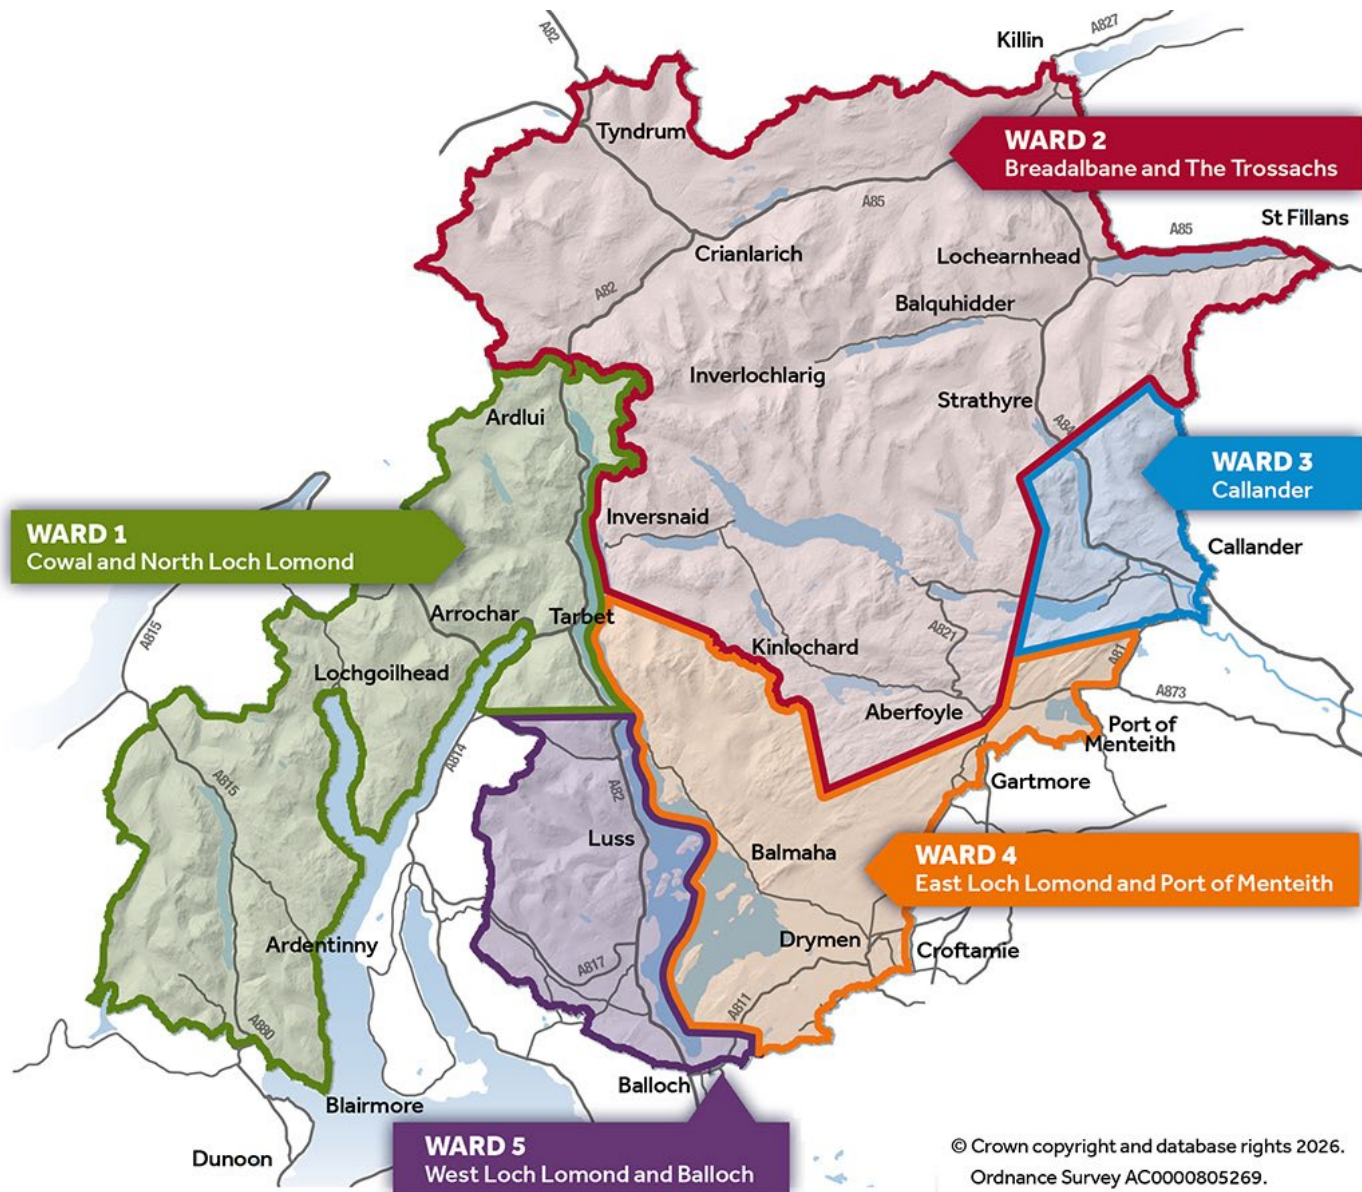 A82
A827
Killin
Tyndrum
WARD 2
Breadalbane and The Trossachs
A85
St Fillans
A85
Crianlarich
Lochearnhead
A82
Balquhidder
Inverlochlarig
Strathyre
Ardlui
A84
WARD 3
Callander
Inversnaid
WARD 1
Cowal and North Loch Lomond
Callander
Arrochar
Tarbet
A815
A821
Kinlochard
A81
Lochgoilhead
A873
Aberfoyle
Port of
Menteith
A814
A815
A82
Gartmore
Luss
Balmaha
WARD 4
East Loch Lomond and Port of Menteith
Ardentinny
Drymen
Croftamie
A817
A811
A880
Balloch
Blairmore
WARD 5
West Loch Lomond and Balloch
Dunoon
© Crown copyright and database rights 2026.
Ordnance Survey AC0000805269.